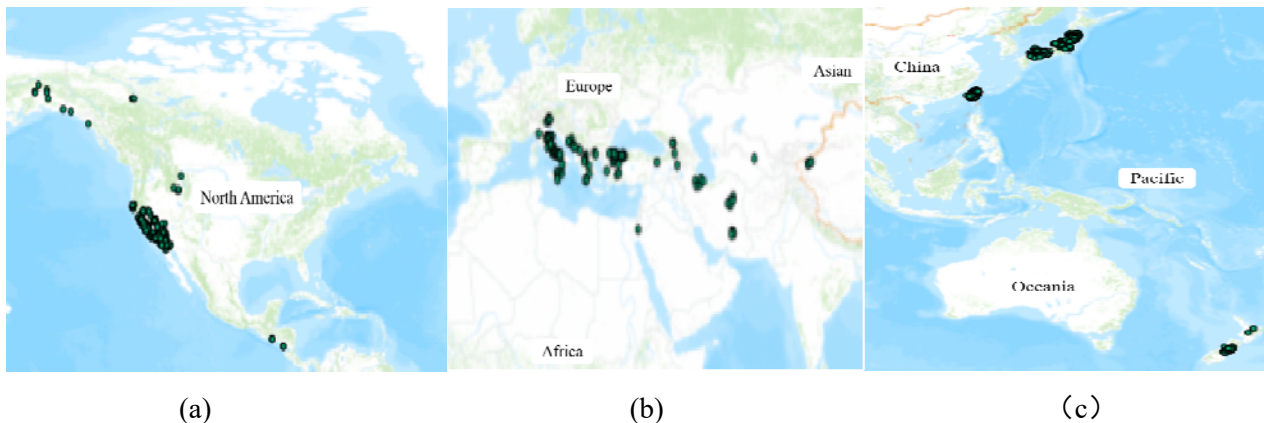 North America
(a)
Europe
Asian
Africa
(b)
China
Pacific
Oceania
（c）